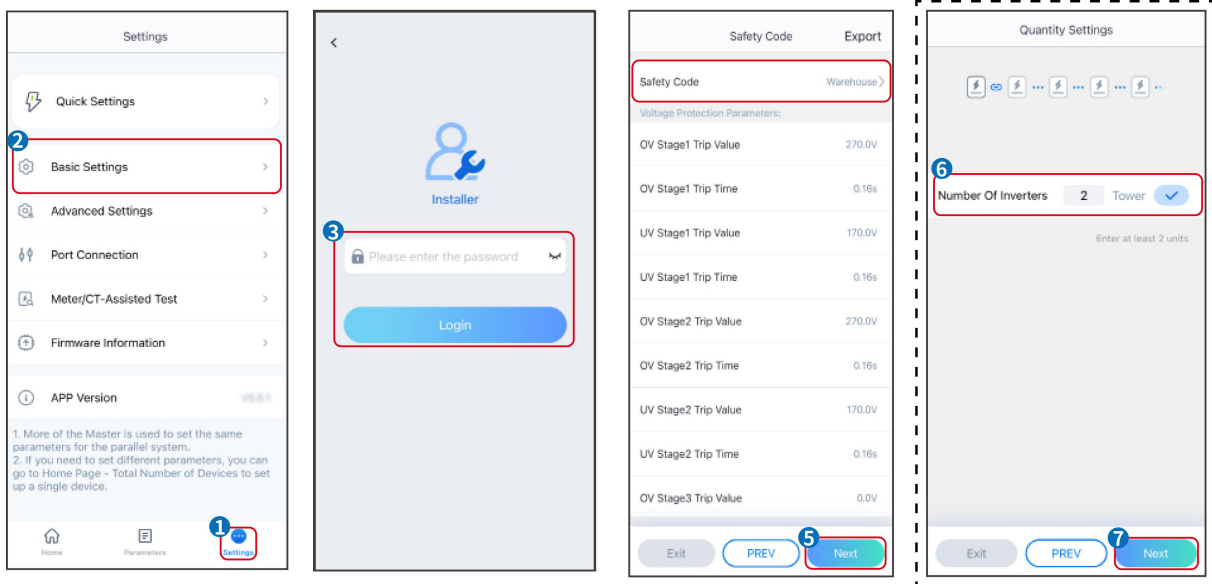 Settings
Quick Settings
2
Basic Settings
Advanced Settings
Port Connection
Meter/CT-Assisted Test
Firmware Information
APP Version
1. More of the Master is used to set the same
parameters for the parallel system.
2. If you need to set different parameters, you can
go to Home Page - Total Number of Devices to set
up a single device.
1
Home
Parameters
Settings
Installer
3
Please enter the password
Login
Safety Code
Export
Safety Code
Warehouse
Voltage Protection Parameters:
OV Stage1 Trip Value
270.0V
OV Stage1 Trip Time
0.16s
UV Stage1 Trip Value
170.0V
UV Stage1 Trip Time
0.16s
OV Stage2 Trip Value
270.0V
OV Stage2 Trip Time
0.16s
UV Stage2 Trip Value
170.0V
UV Stage2 Trip Time
0.16s
OV Stage3 Trip Value
0.0V
5
Exit
PREV
Next
Quantity Settings
6
Number Of Inverters
2
Tower
Enter at least 2 units
7
Exit
PREV
Next